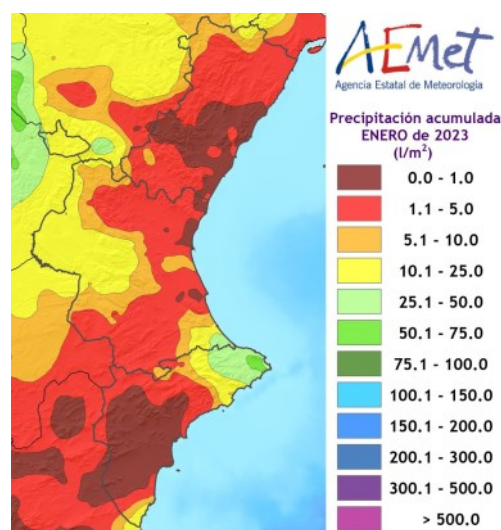 AEMet
Agencia Estatal de Meteorología
Precipitación acumulada
ENERO de 2023
(l/m²)
0.0 - 1.0
1.1 - 5.0
5.1 - 10.0
10.1 - 25.0
25.1 - 50.0
50.1 - 75.0
75.1 - 100.0
100.1 - 150.0
150.1 - 200.0
200.1 - 300.0
300.1 - 500.0
> 500.0